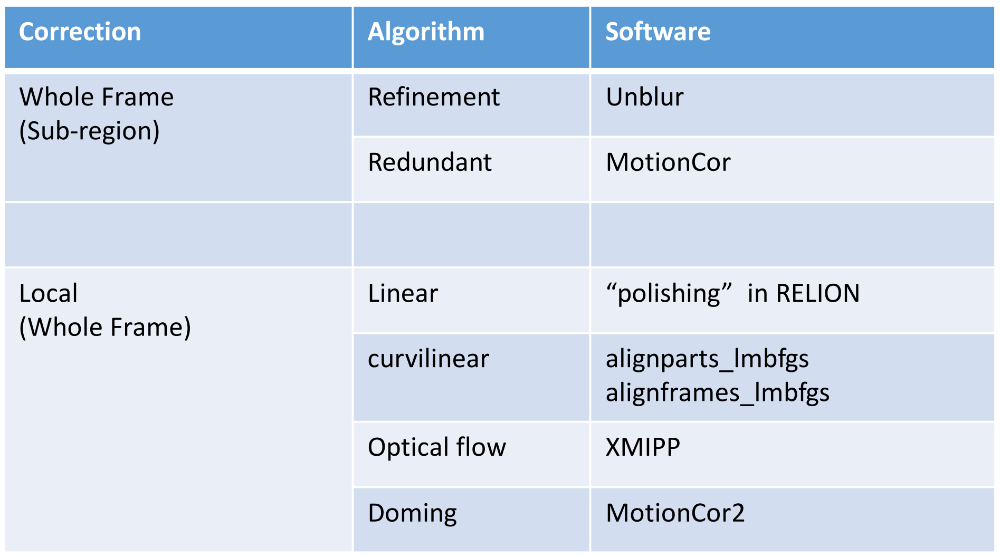 Correction Algorithm Software
Whole Frame Refinement Unblur
(Sub-region)
Redundant MotionCor
Local Linear “polishing”  in RELION
(Whole Frame)
curvilinear alignparts_lmbfgs
alignframes_lmbfgs
Optical flow XMIPP
Doming MotionCor2